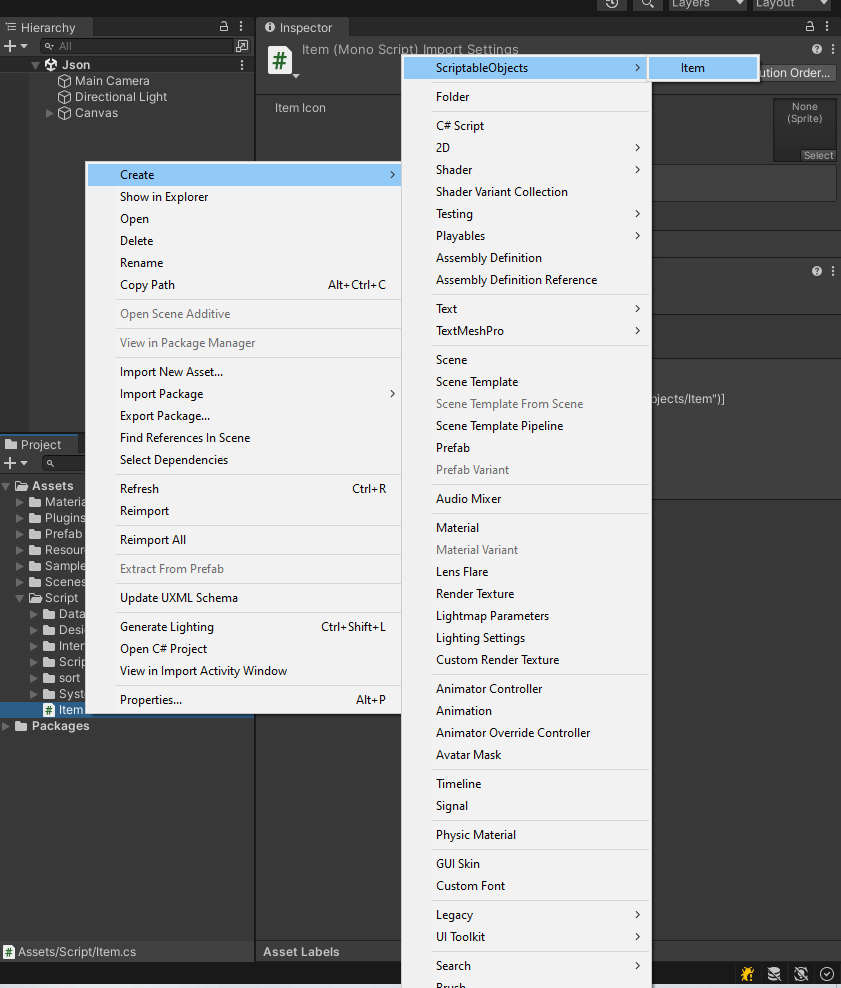 Layers
Layout
Hierarchy
All
Json
Main Camera
Directional Light
Canvas
Inspector
Item (Mono Script) Import Settings
ution Order...
Item Icon
None
(Sprite)
Select
bjects/Item")]
Create
Show in Explorer
Open
Delete
Rename
Copy Path Alt+Ctrl+C
Open Scene Additive
View in Package Manager
Import New Asset...
Import Package
Export Package...
Find References In Scene
Select Dependencies
Refresh Ctrl+R
Reimport
Reimport All
Extract From Prefab
Update UXML Schema
Generate Lighting Ctrl+Shift+L
Open C# Project
View in Import Activity Window
Properties... Alt+P
ScriptableObjects
Item
Folder
C# Script
2D
Shader
Shader Variant Collection
Testing
Playables
Assembly Definition
Assembly Definition Reference
Text
TextMeshPro
Scene
Scene Template
Scene Template From Scene
Scene Template Pipeline
Prefab
Prefab Variant
Audio Mixer
Material
Material Variant
Lens Flare
Render Texture
Lightmap Parameters
Lighting Settings
Custom Render Texture
Animator Controller
Animation
Animator Override Controller
Avatar Mask
Timeline
Signal
Physic Material
GUI Skin
Custom Font
Legacy
UI Toolkit
Search
Brush
Project
Assets
Materia
Plugins
Prefab
Resour
Sample
Scenes
Script
Data
Desi
Inter
Scrip
sort
Syst
Item
Packages
Assets/Script/Item.cs
Asset Labels